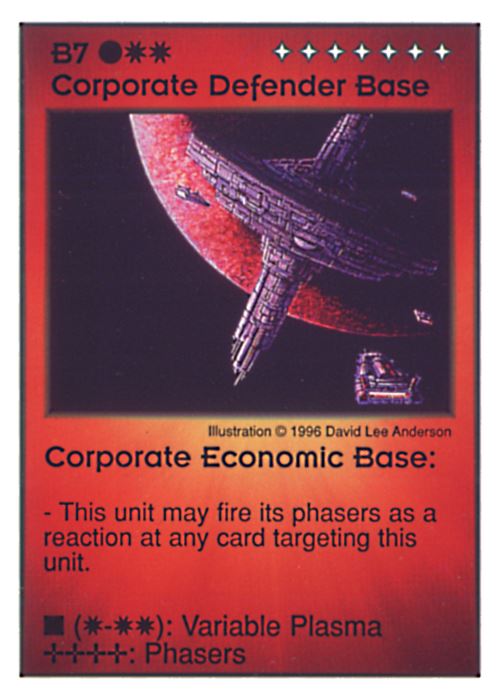 B7 ●✷✷ ✦✦✦✦✦✦✦
Corporate Defender Base
Illustration © 1996 David Lee Anderson
Corporate Economic Base:
- This unit may fire its phasers as a
reaction at any card targeting this
unit.
■ (✷-✷✷): Variable Plasma
✢✢✢✢: Phasers